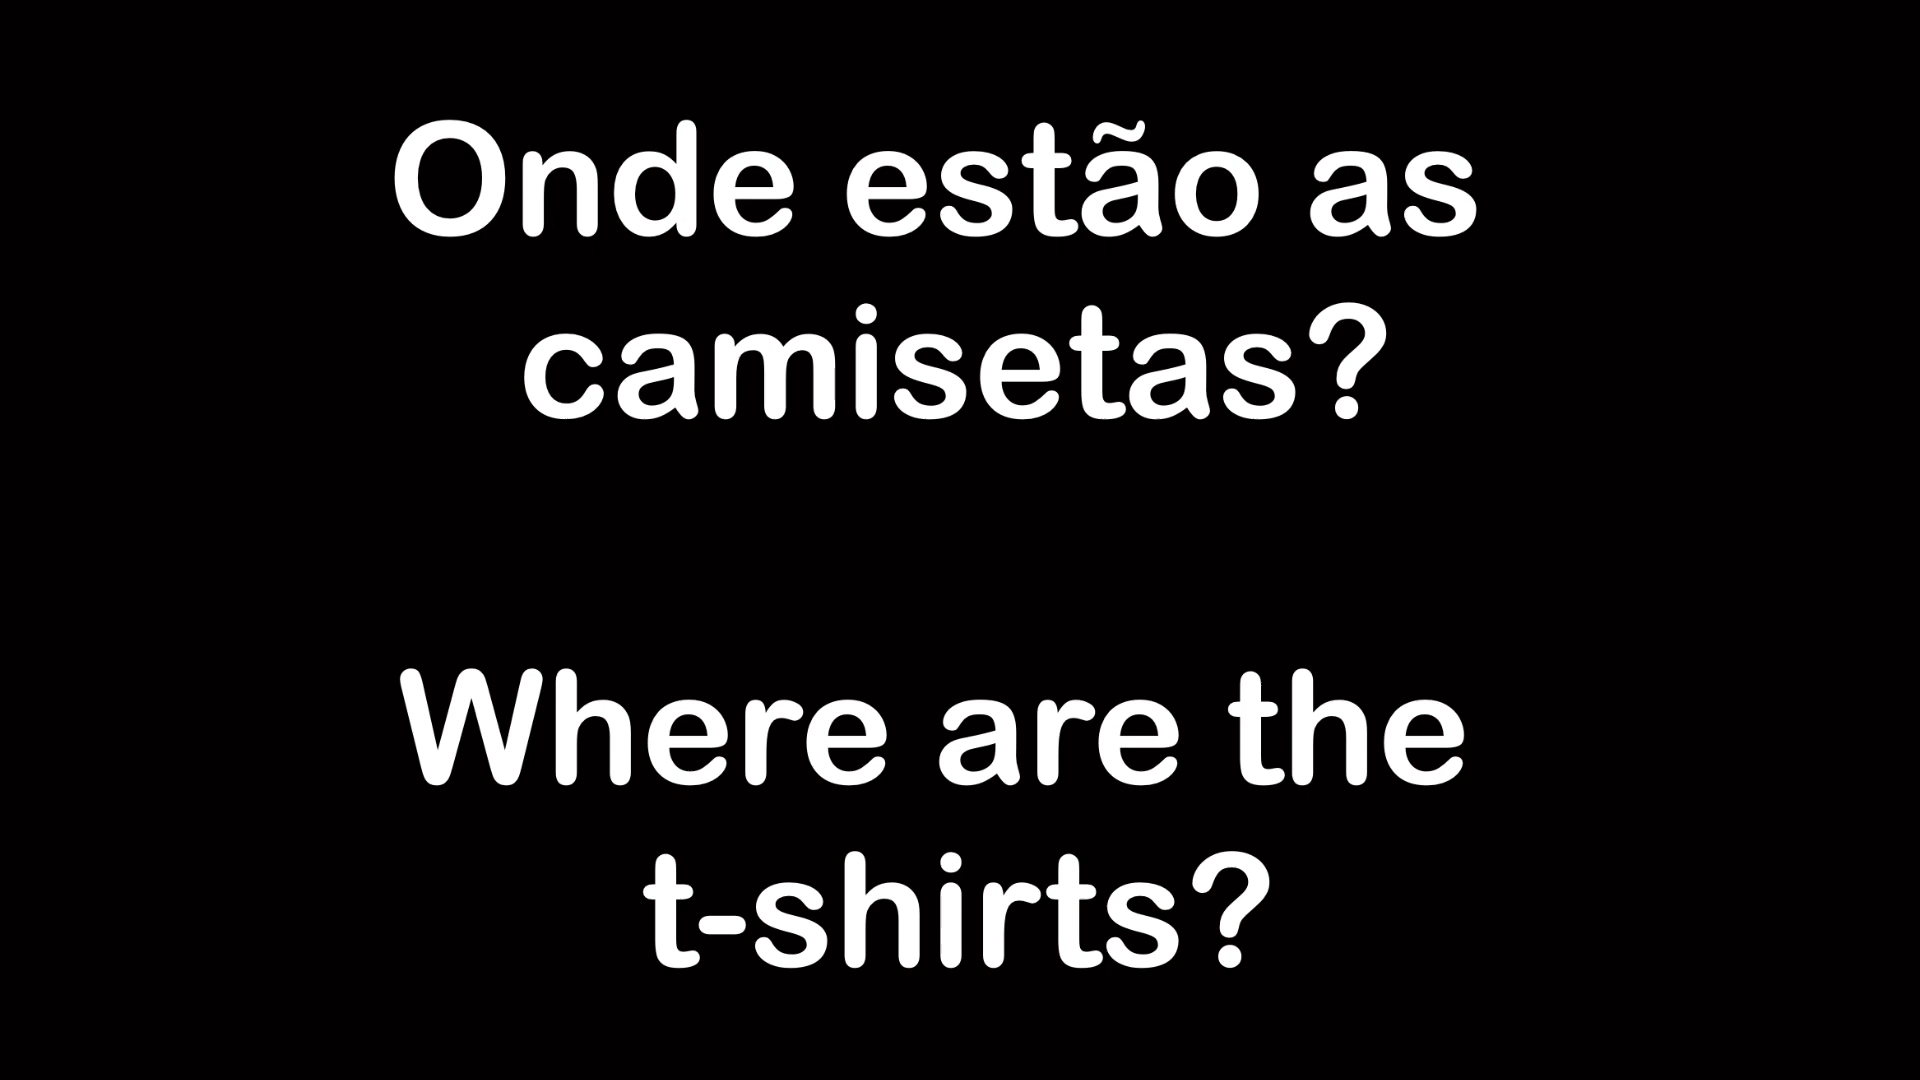 Onde estão as
camisetas?
Where are the
t-shirts?